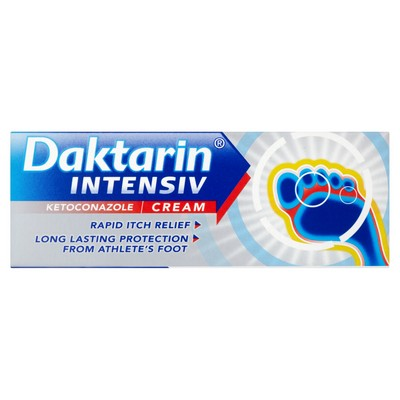 Daktarin®
INTENSIV
KETOCONAZOLE | CREAM
RAPID ITCH RELIEF
LONG LASTING PROTECTION
FROM ATHLETE'S FOOT